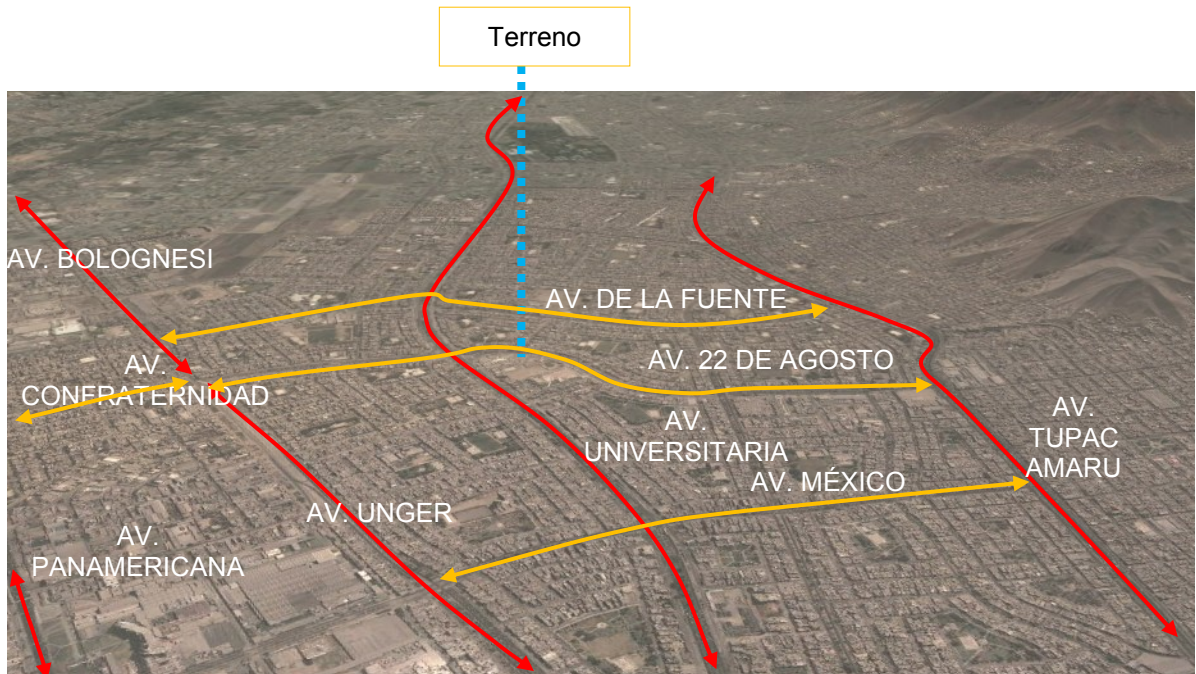 Terreno
AV. BOLOGNESI
AV. DE LA FUENTE
AV. 22 DE AGOSTO
AV.
CONFRATERNIDAD
AV.
UNIVERSITARIA
AV.
TUPAC
AMARU
AV. MÉXICO
AV. UNGER
AV.
PANAMERICANA